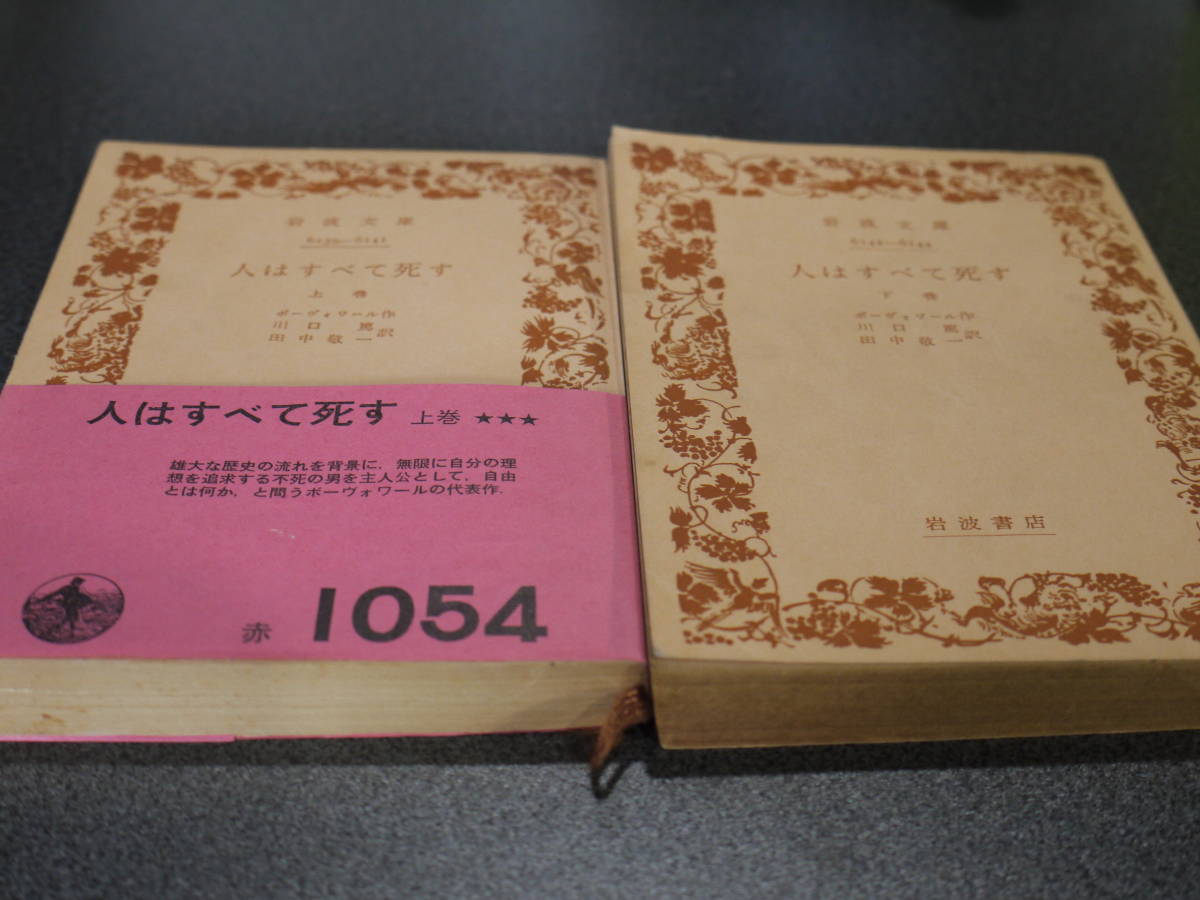 岩波文庫
6139—6141
人はすべて死す
上巻
ボーヴォワール作
川口篤
田中敬一訳
人はすべて死す 上巻 ★★★
雄大な歴史の流れを背景に，無限に自分の理
想を追求する不死の男を主人公として，自由
とは何か，と問うボーヴォワールの代表作．
赤 1054
岩波文庫
6142—6144
人はすべて死す
下巻
ボーヴォワール作
川口篤
田中敬一訳
岩波書店